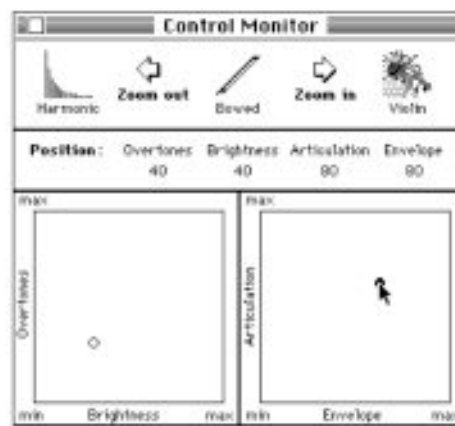 Control Monitor
Harmonic Zoom out Bowed Zoom in Violin
Position: Overtones Brightness Articulation Envelope
40 40 80 80
max max
Overtones Articulation
min Brightness max min Envelope max